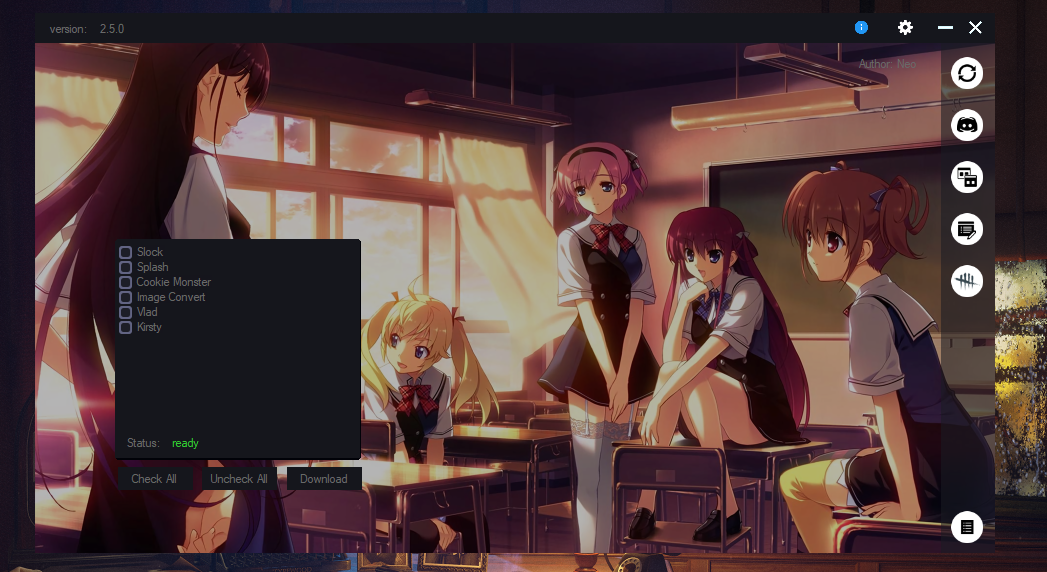 version: 2.5.0
Author: Neo
Slock
Splash
Cookie Monster
Image Convert
Vlad
Kirsty
Status: ready
Check All Uncheck All Download